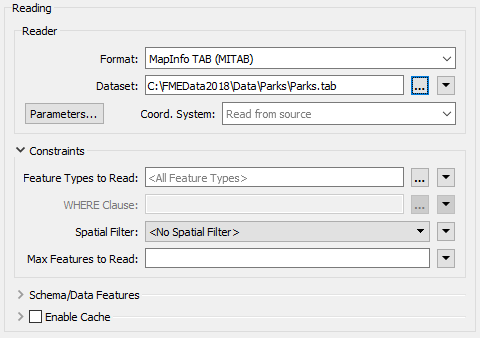 Reading
Reader
Format: MapInfo TAB (MITAB)
Dataset: C:\FMEData2018\Data\Parks\Parks.tab ...
Parameters... Coord. System: Read from source
Constraints
Feature Types to Read: <All Feature Types> ...
WHERE Clause: ...
Spatial Filter: <No Spatial Filter>
Max Features to Read:
Schema/Data Features
Enable Cache